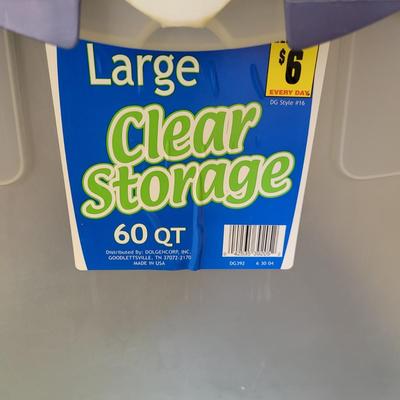 Large
$6
EVERY DAY
DG Style #16
Clear
Storage
60 QT
Distributed By: DOLGENCORP, INC.
GOODLETTSVILLE, TN 37072-2170
MADE IN USA
DG392 6 30 04